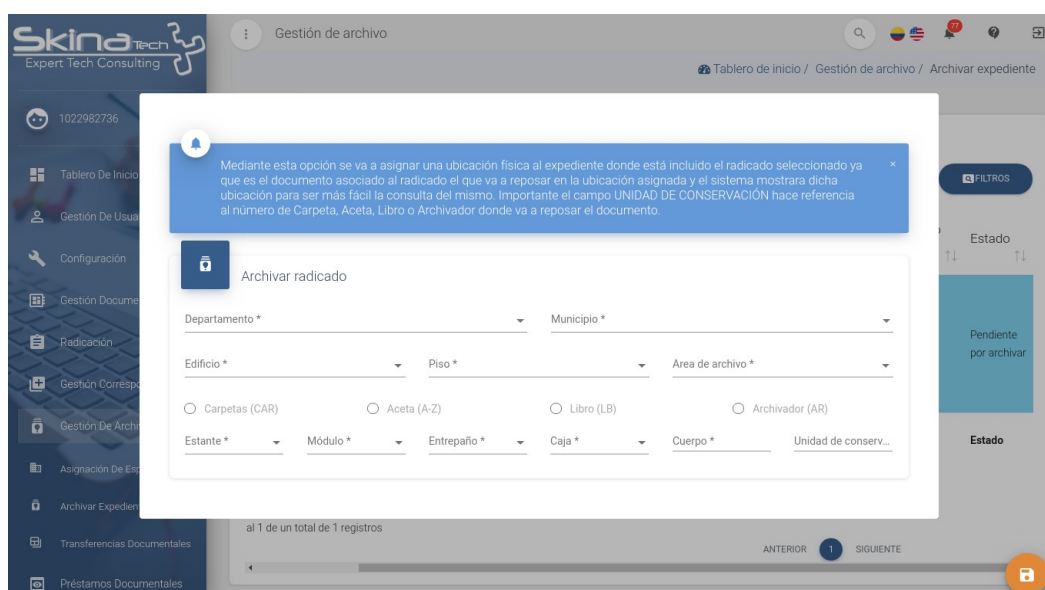 SkinaTech
Expert Tech Consulting
Gestión de archivo
77
Tablero de inicio / Gestión de archivo / Archivar expediente
1022982736
Tablero De Inicio
Gestión De Usua
Configuración
Gestión Docume
Radicación
Gestión Corresp
Gestión De Archi
Asignación De Esp
Archivar Expedien
Transferencias Documentales
Préstamos Documentales
Mediante esta opción se va a asignar una ubicación física al expediente donde está incluido el radicado seleccionado ya
que es el documento asociado al radicado el que va a reposar en la ubicación asignada y el sistema mostrara dicha
ubicación para ser más fácil la consulta del mismo. Importante el campo UNIDAD DE CONSERVACIÓN hace referencia
al número de Carpeta, Aceta, Libro o Archivador donde va a reposar el documento.
×
FILTROS
Estado
Archivar radicado
Departamento * Municipio *
Edificio * Piso * Area de archivo *
Carpetas (CAR) Aceta (A-Z) Libro (LB) Archivador (AR)
Estante * Módulo * Entrepaño * Caja * Cuerpo * Unidad de conserv...
Pendiente
por archivar
Estado
al 1 de un total de 1 registros
ANTERIOR 1 SIGUIENTE